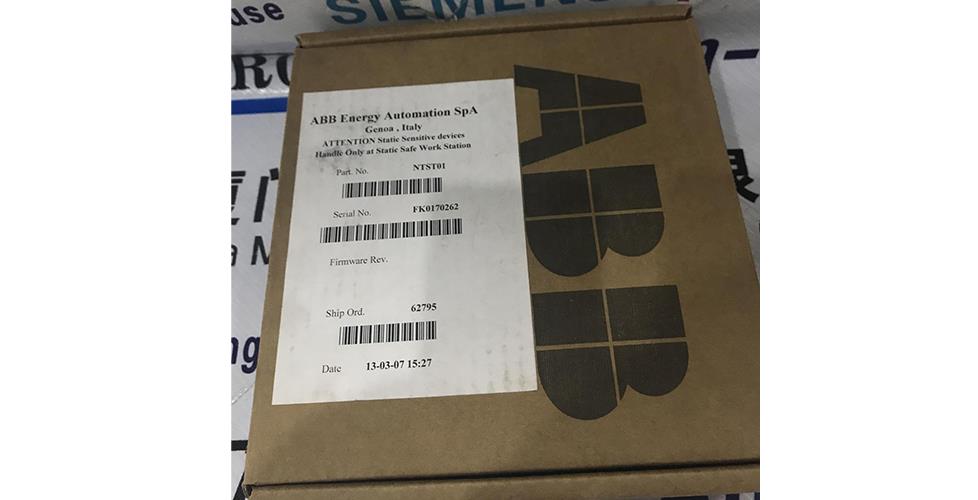 use
SIEMENS
ABB Energy Automation SpA
Genoa , Italy
ATTENTION Static Sensitive devices
Handle Only at Static Safe Work Station
Part. No. NTST01
Serial No. FK0170262
Firmware Rev.
Ship Ord. 62795
Date 13-03-07 15:27
ABB